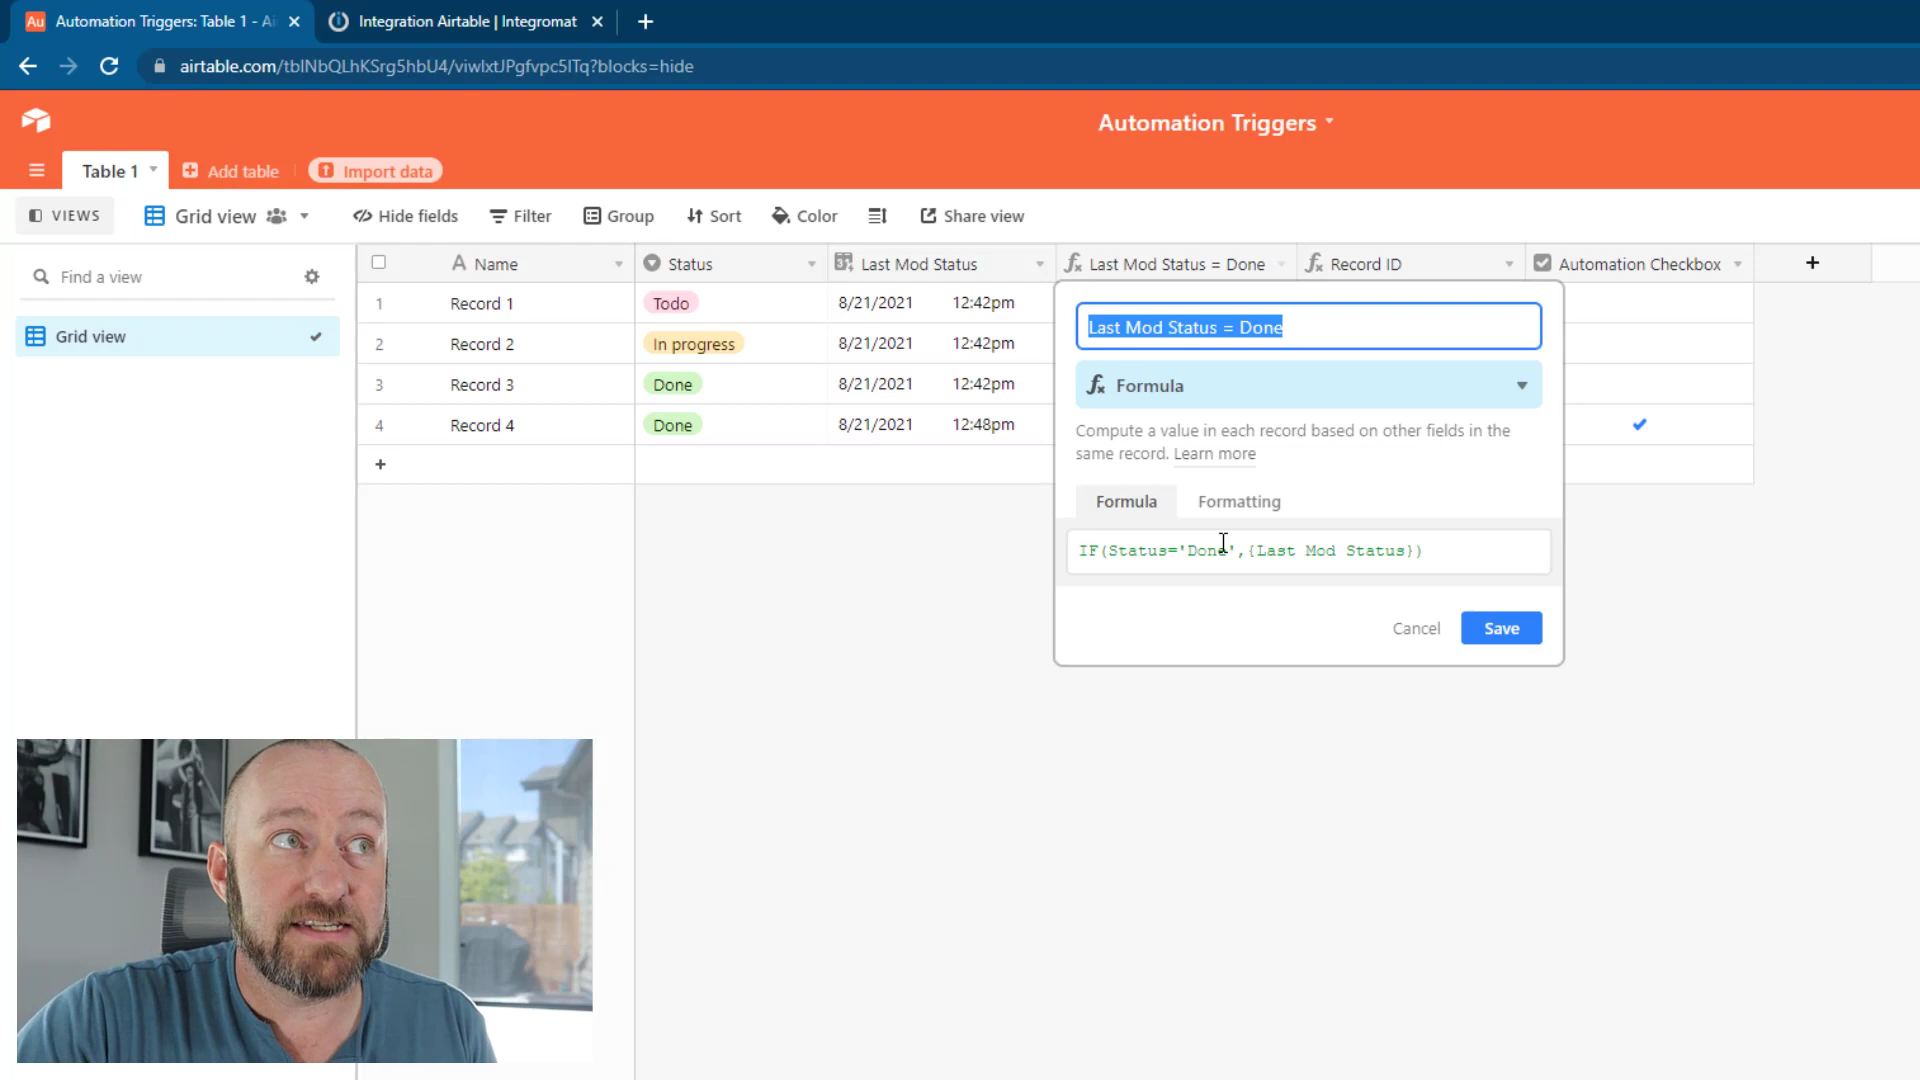 Au Automation Triggers: Table 1 - Ai
Integration Airtable | Integromat
airtable.com/tblNbQLhKSrg5hbU4/viwlxtJPgfvpc5ITq?blocks=hide
Automation Triggers
Table 1
Add table
Import data
VIEWS
Grid view
Hide fields
Filter
Group
Sort
Color
Share view
Find a view
Grid view
Name
Status
Last Mod Status
Last Mod Status = Done
Record ID
Automation Checkbox
1 Record 1 Todo 8/21/2021 12:42pm
2 Record 2 In progress 8/21/2021 12:42pm
3 Record 3 Done 8/21/2021 12:42pm
4 Record 4 Done 8/21/2021 12:48pm
Last Mod Status = Done
Formula
Compute a value in each record based on other fields in the
same record. Learn more
Formula
Formatting
IF(Status='Done',{Last Mod Status})
Cancel
Save